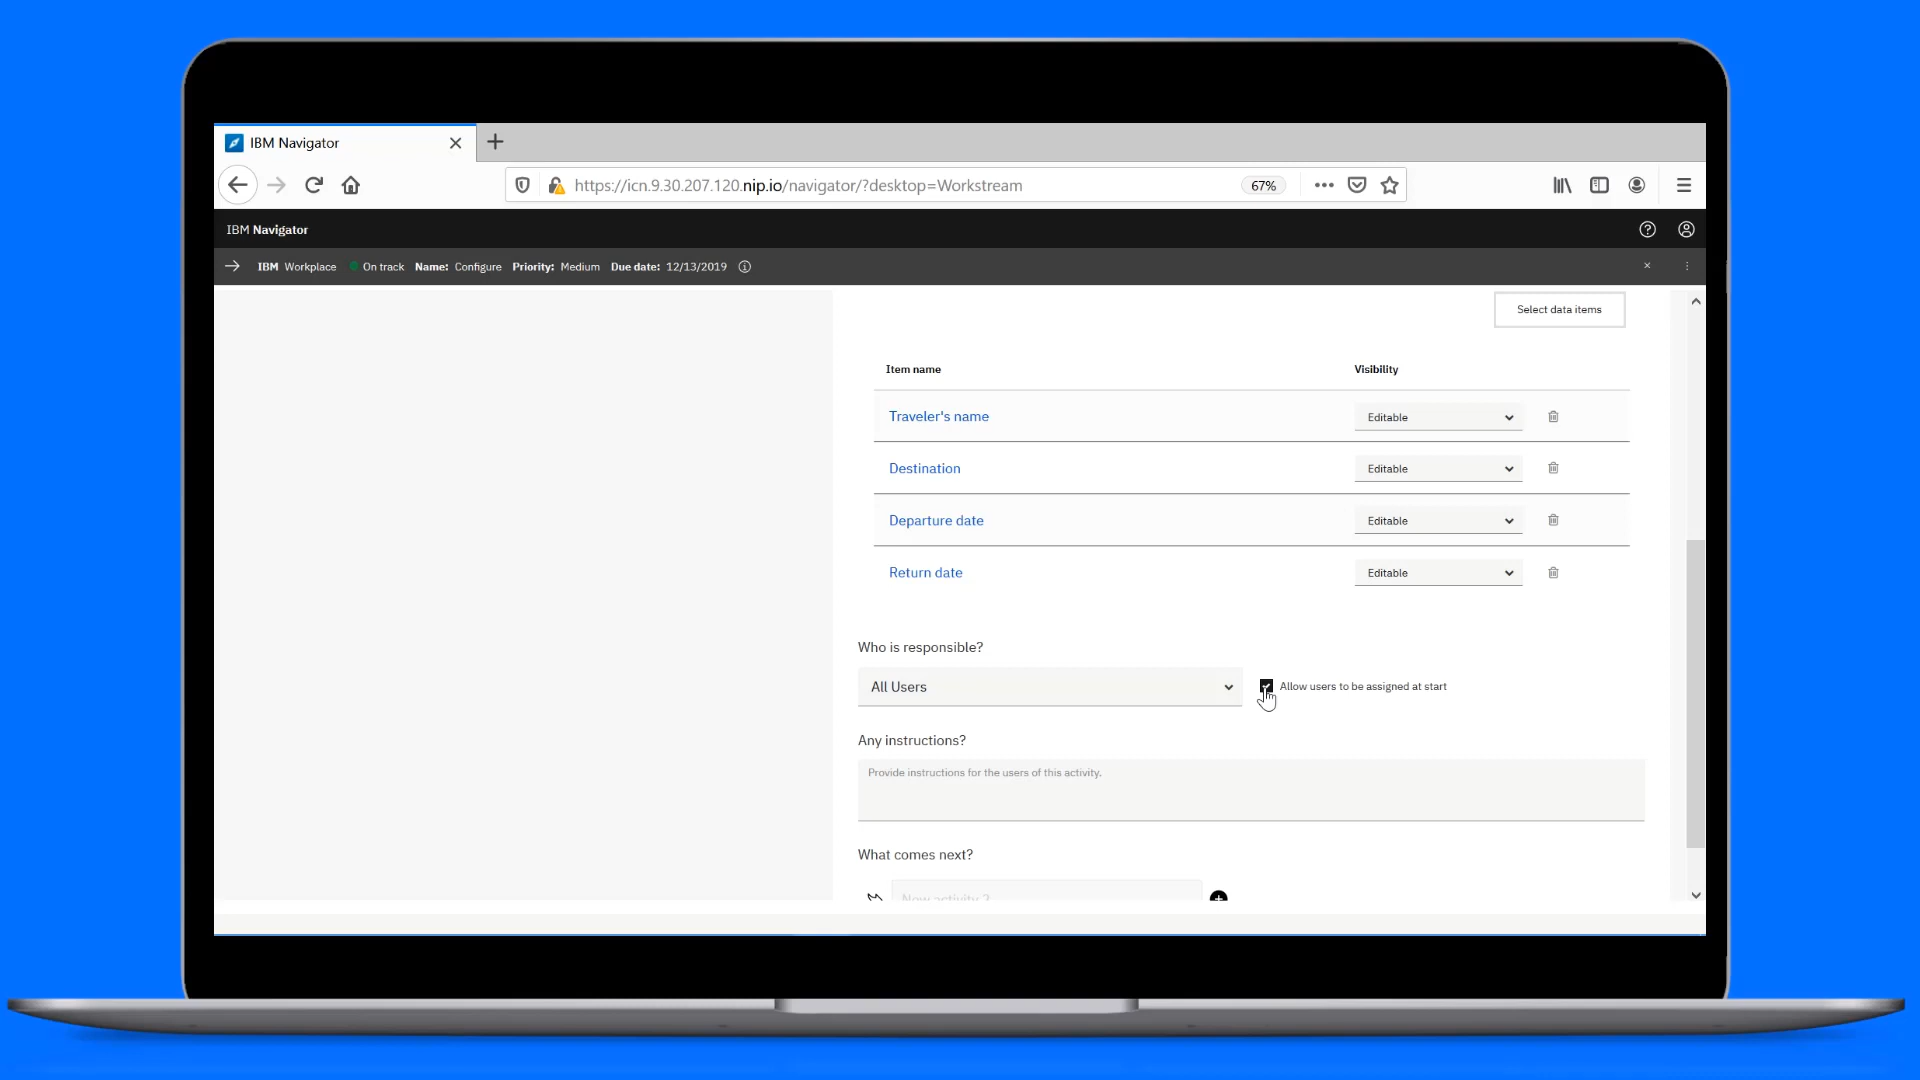 IBM Navigator
https://icn.9.30.207.120.nip.io/navigator/?desktop=Workstream
67%
IBM Navigator
IBM Workplace On track Name: Configure Priority: Medium Due date: 12/13/2019
Select data items
Item name Visibility
Traveler's name Editable
Destination Editable
Departure date Editable
Return date Editable
Who is responsible?
All Users
Allow users to be assigned at start
Any instructions?
Provide instructions for the users of this activity.
What comes next?
New activity 2